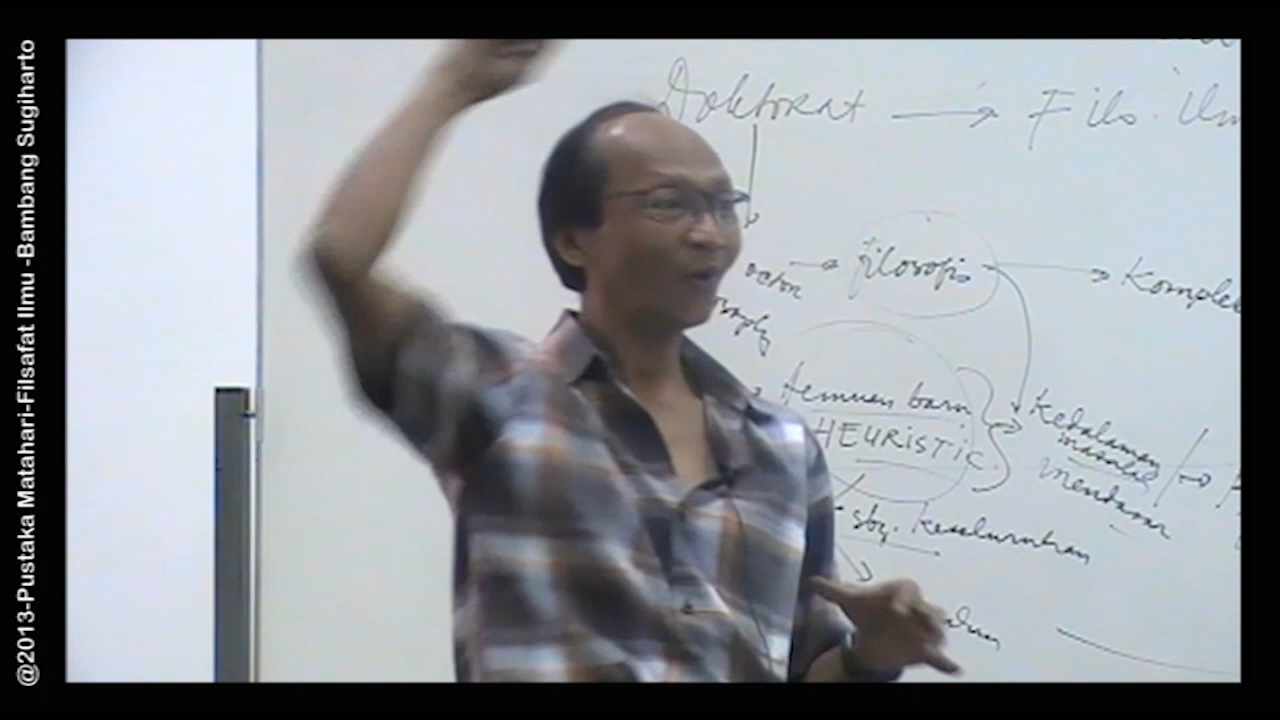 @2013-Pustaka Matahari-Filsafat Ilmu -Bambang Sugiharto
Doktorat → Filo. ilm
filosofis → Komplek
temuan baru
HEURISTIC
Kedalaman
masalah
mendasar
sbg. keseluruhan